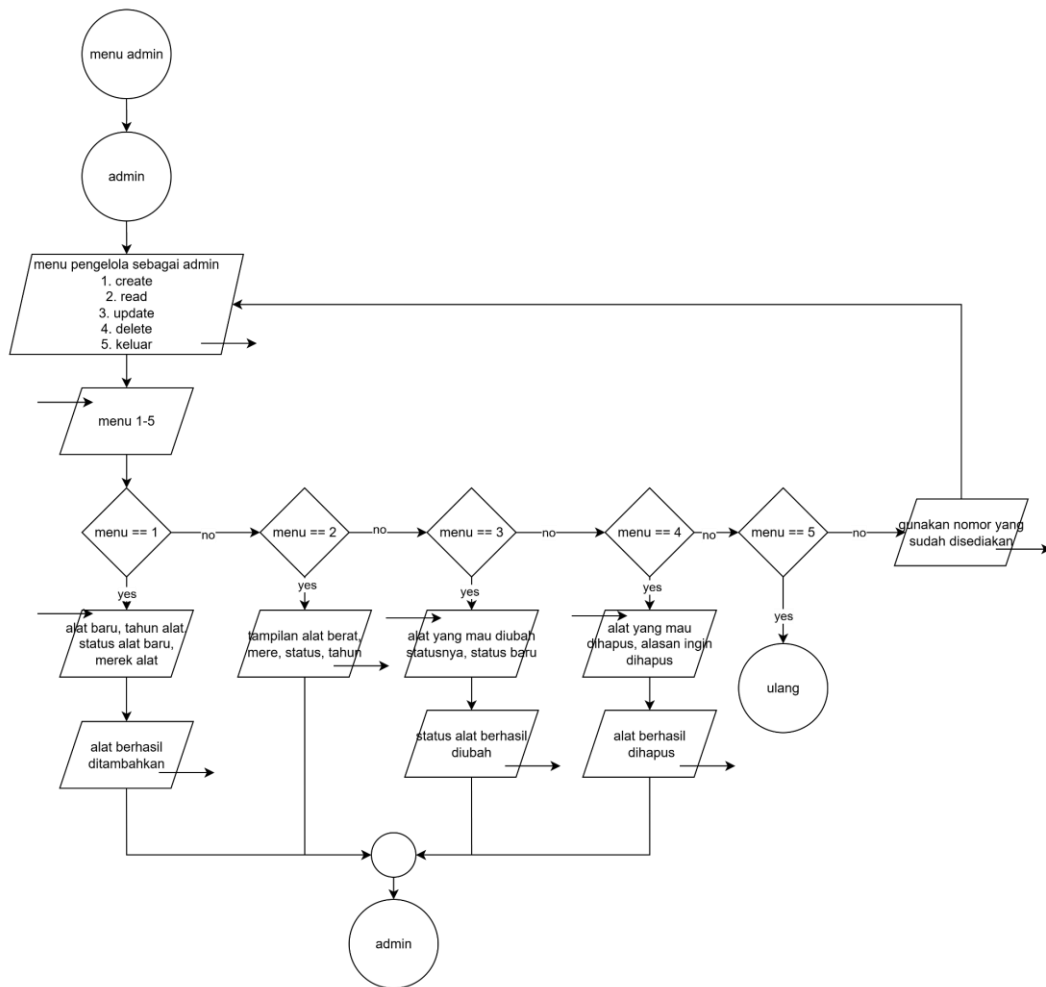 menu admin
admin
menu pengelola sebagai admin
1. create
2. read
3. update
4. delete
5. keluar
menu 1-5
menu == 1
no
menu == 2
no
menu == 3
no
menu == 4
no
menu == 5
no
gunakan nomor yang
sudah disediakan
yes
yes
yes
yes
yes
alat baru, tahun alat,
status alat baru,
merek alat
tampilan alat berat,
mere, status, tahun
alat yang mau diubah
statusnya, status baru
alat yang mau
dihapus, alasan ingin
dihapus
ulang
alat berhasil
ditambahkan
status alat berhasil
diubah
alat berhasil
dihapus
admin